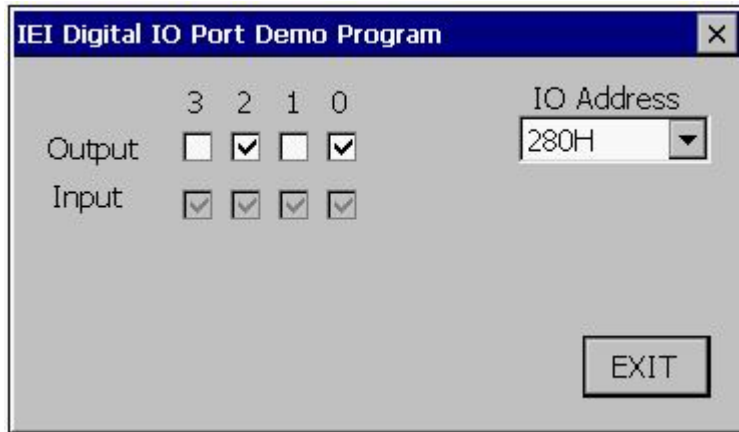 IEI Digital IO Port Demo Program
3 2 1 0
IO Address
Output
280H
Input
EXIT